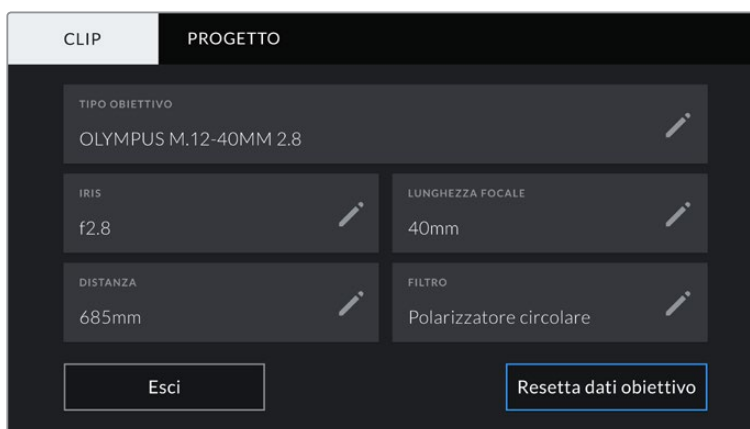 CLIP PROGETTO
TIPO OBIETTIVO
OLYMPUS M.12-40MM 2.8
IRIS
f2.8
LUNGHEZZA FOCALE
40mm
DISTANZA
685mm
FILTRO
Polarizzatore circolare
Esci
Resetta dati obiettivo